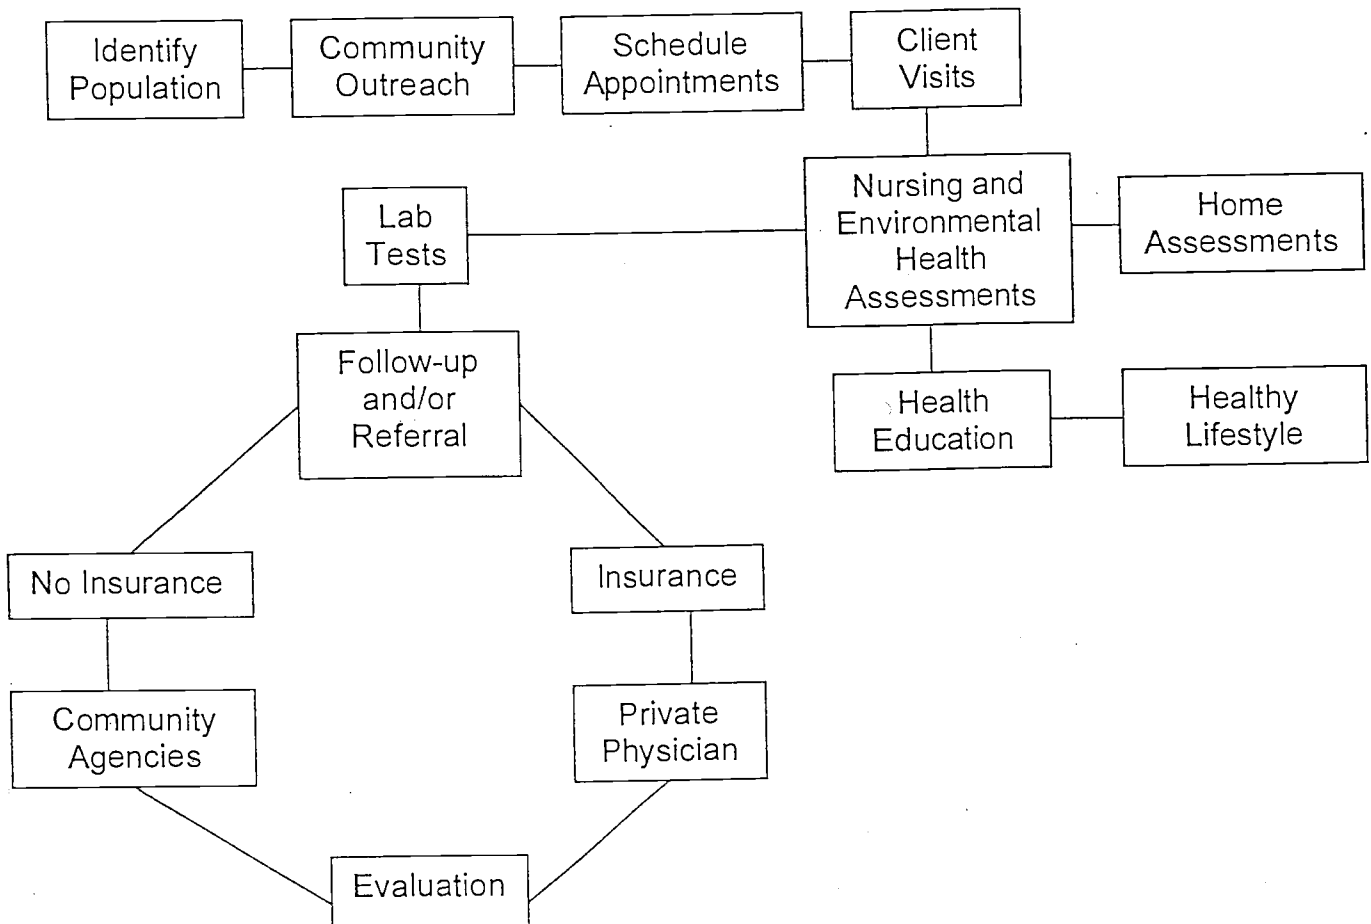 Identify
Population
Community
Outreach
Schedule
Appointments
Client
Visits
Nursing and
Environmental
Health
Assessments
Home
Assessments
Lab
Tests
Follow-up
and/or
Referral
Health
Education
Healthy
Lifestyle
No Insurance
Insurance
Community
Agencies
Private
Physician
Evaluation